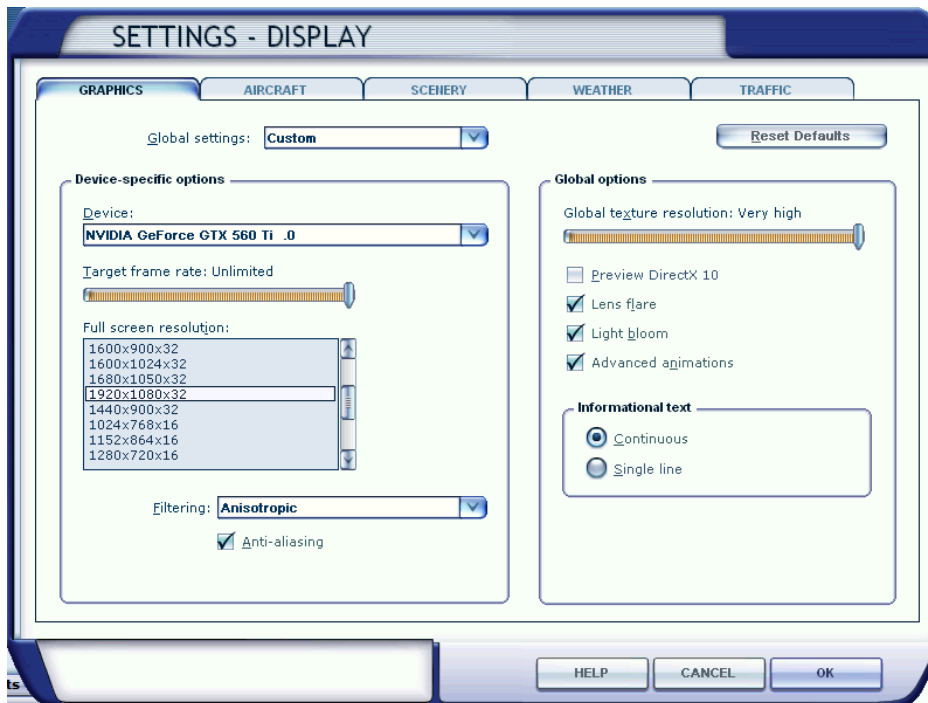 SETTINGS - DISPLAY
GRAPHICS AIRCRAFT SCENERY WEATHER TRAFFIC
Global settings: Custom
Reset Defaults
Device-specific options
Device:
NVIDIA GeForce GTX 560 Ti .0
Target frame rate: Unlimited
Full screen resolution:
1600x900x32
1600x1024x32
1680x1050x32
1920x1080x32
1440x900x32
1024x768x16
1152x864x16
1280x720x16
Filtering: Anisotropic
Anti-aliasing
Global options
Global texture resolution: Very high
Preview DirectX 10
Lens flare
Light bloom
Advanced animations
Informational text
Continuous
Single line
ts
HELP CANCEL OK